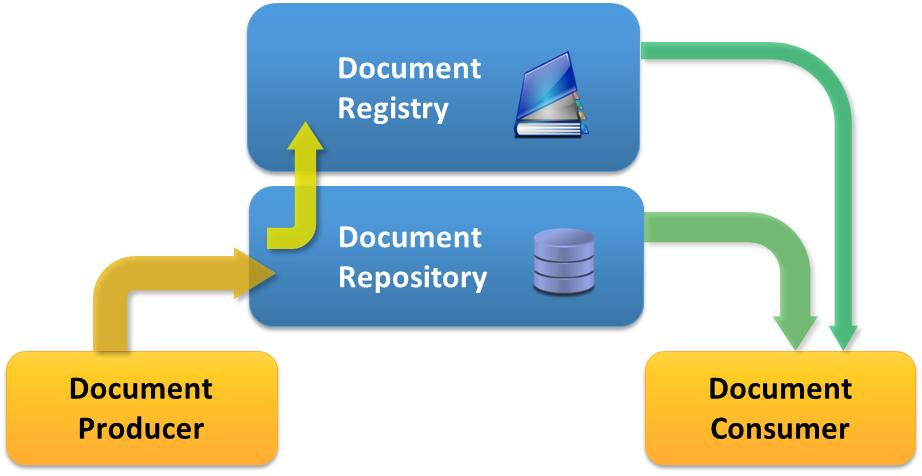 Document
Registry
Document
Repository
Document
Producer
Document
Consumer